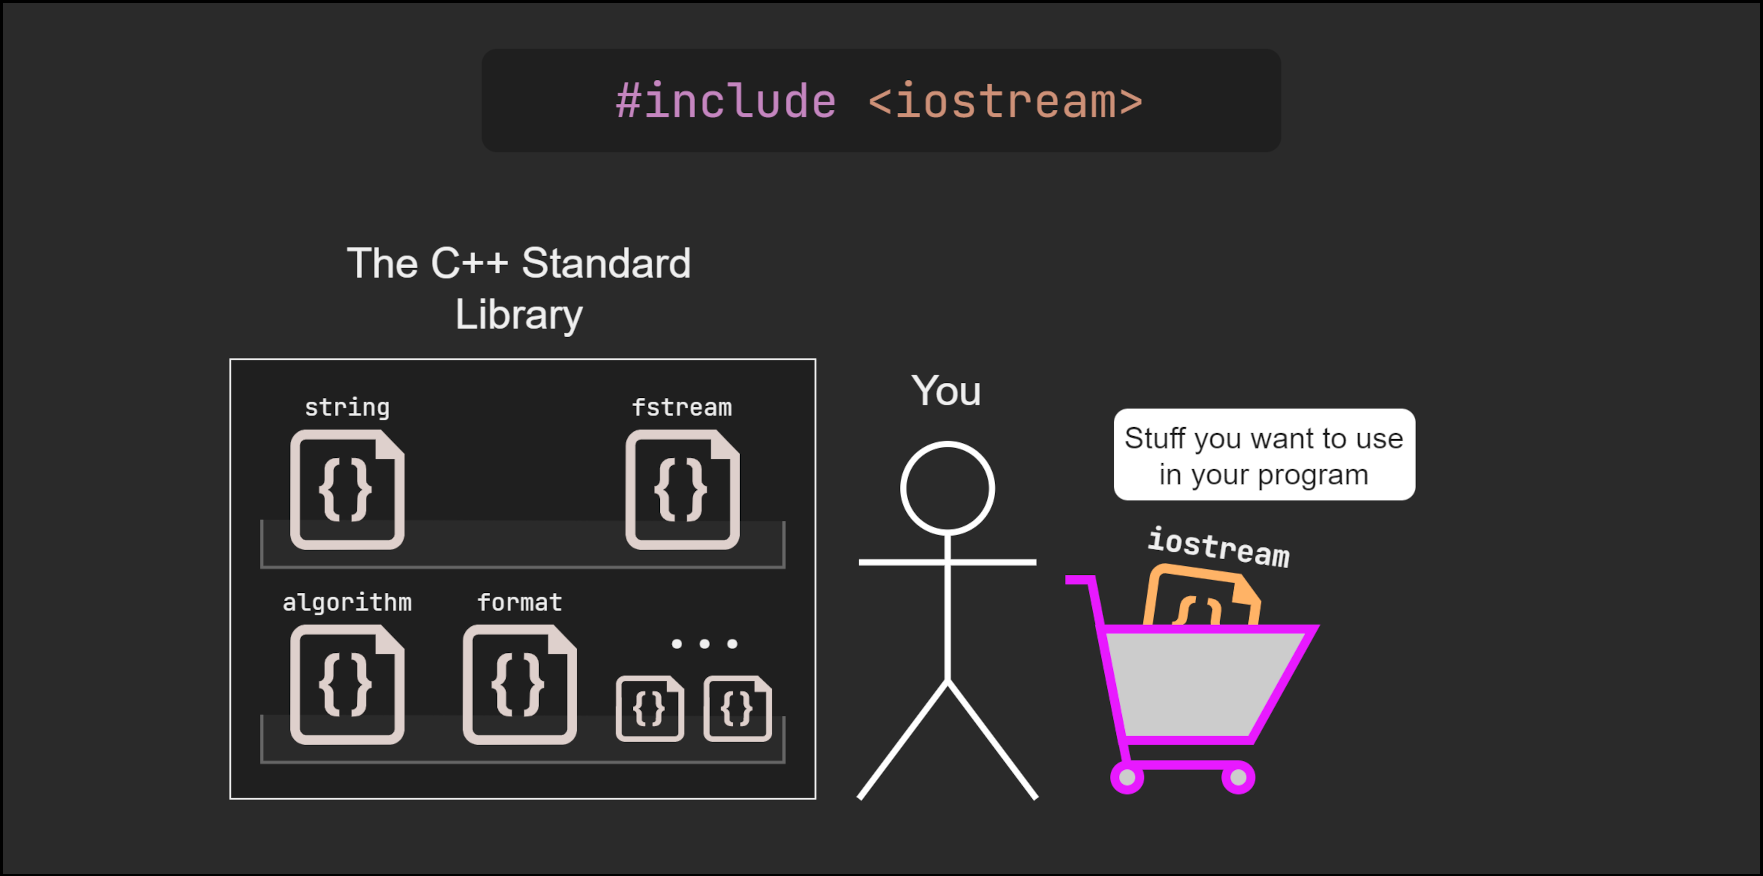 #include <iostream>
The C++ Standard
Library
string
fstream
algorithm
format
. . .
You
Stuff you want to use
in your program
iostream